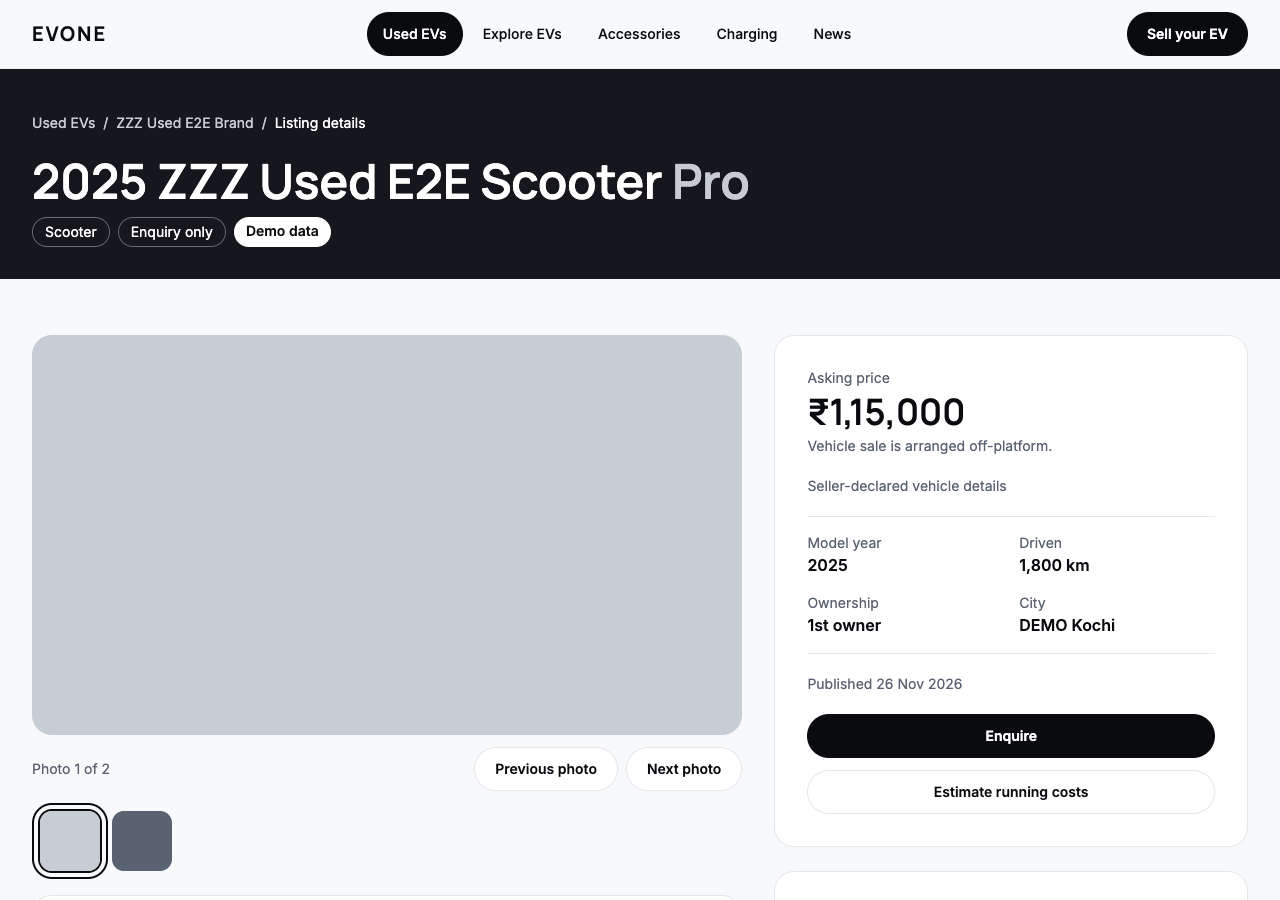 EVONE
Used EVs
Explore EVs
Accessories
Charging
News
Sell your EV
Used EVs / ZZZ Used E2E Brand / Listing details
2025 ZZZ Used E2E Scooter Pro
Scooter
Enquiry only
Demo data
Photo 1 of 2
Previous photo
Next photo
Asking price
₹1,15,000
Vehicle sale is arranged off-platform.
Seller-declared vehicle details
Model year
2025
Driven
1,800 km
Ownership
1st owner
City
DEMO Kochi
Published 26 Nov 2026
Enquire
Estimate running costs